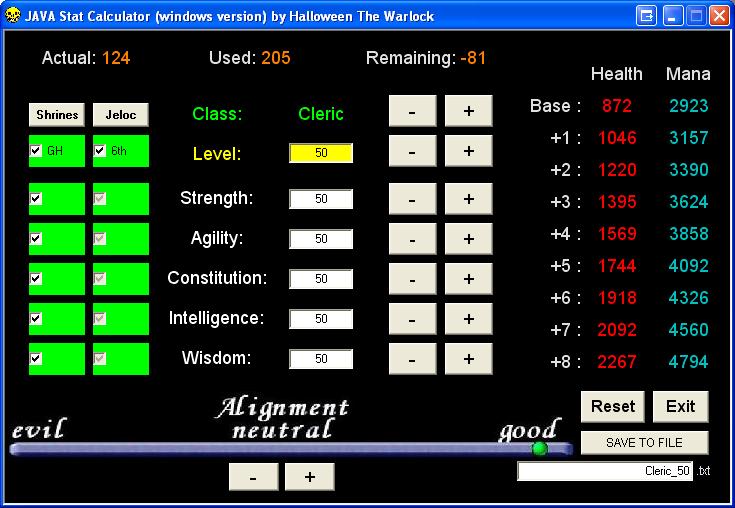 JAVA Stat Calculator (windows version) by Halloween The Warlock
Actual: 124 Used: 205 Remaining: -81
Health Mana
Shrines Jeloc Class: Cleric - + Base : 872 2923
GH 6th Level: 50 - + +1 : 1046 3157
+2 : 1220 3390
Strength: 50 - + +3 : 1395 3624
Agility: 50 - + +4 : 1569 3858
Constitution: 50 - + +5 : 1744 4092
+6 : 1918 4326
Intelligence: 50 - + +7 : 2092 4560
Wisdom: 50 - + +8 : 2267 4794
Alignment
evil neutral good
Reset Exit
SAVE TO FILE
- + Cleric_50 .txt